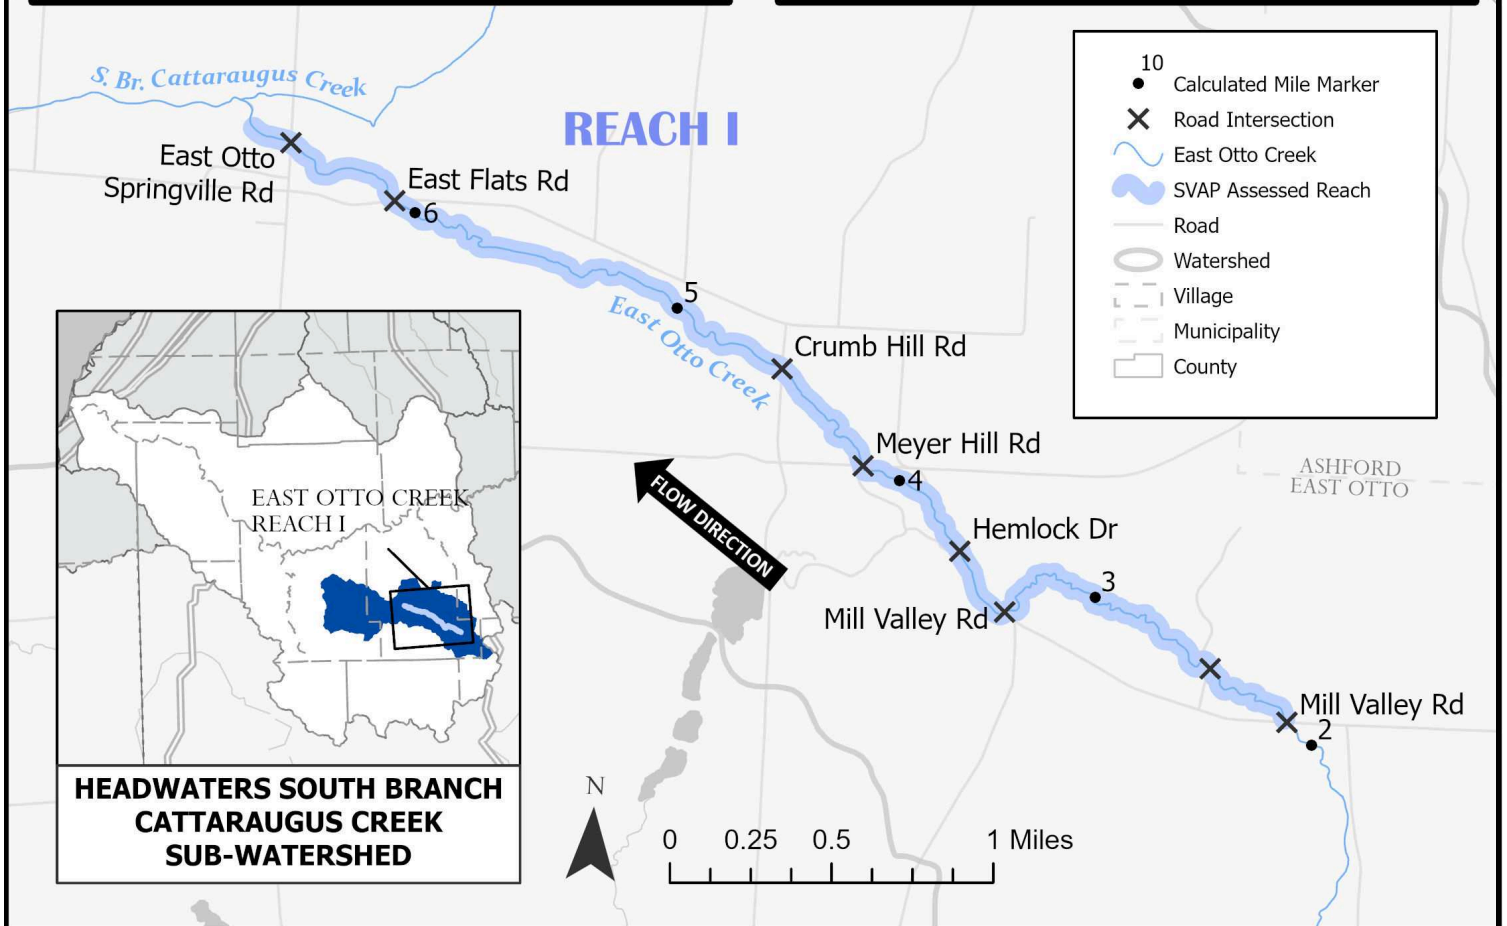 S. Br. Cattaraugus Creek
REACH I
East Otto
Springville Rd
East Flats Rd
6
5
East Otto Creek
Crumb Hill Rd
Meyer Hill Rd
4
FLOW DIRECTION
Hemlock Dr
Mill Valley Rd
3
Mill Valley Rd
2
ASHFORD
EAST OTTO
10
Calculated Mile Marker
Road Intersection
East Otto Creek
SVAP Assessed Reach
Road
Watershed
Village
Municipality
County
EAST OTTO CREEK
REACH I
HEADWATERS SOUTH BRANCH
CATTARAUGUS CREEK
SUB-WATERSHED
N
0 0.25 0.5 1 Miles